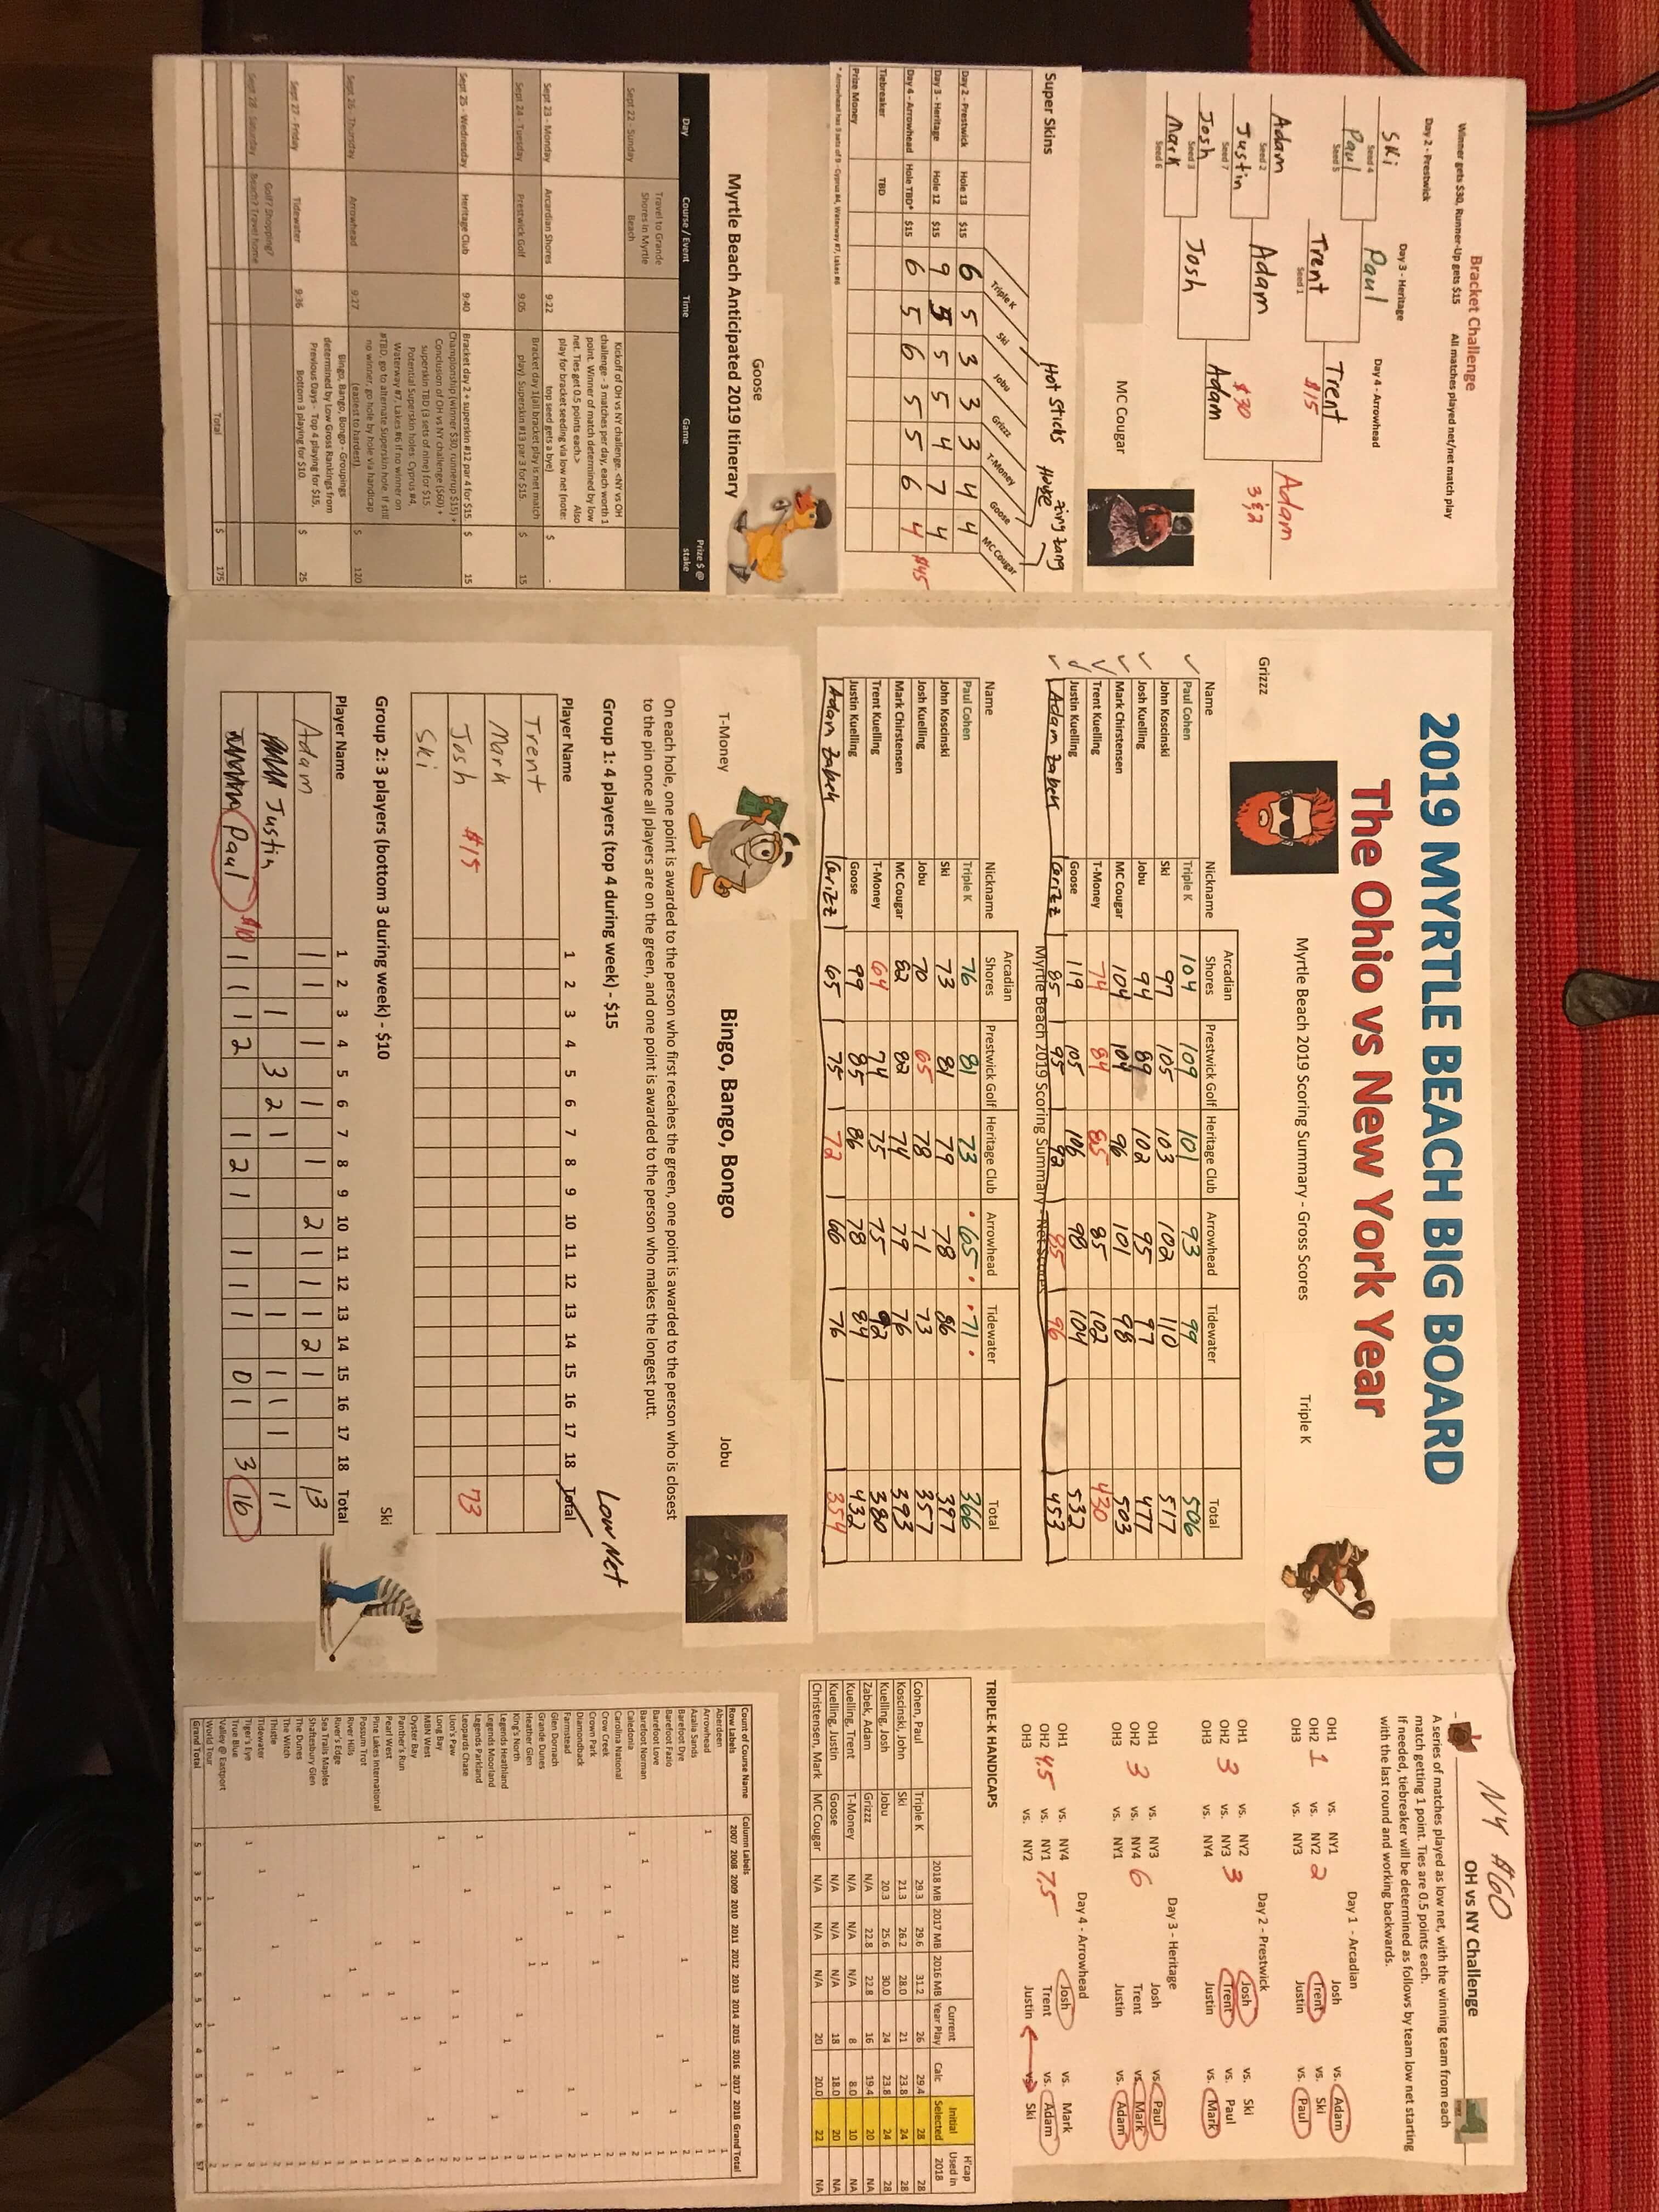 2019 MYRTLE BEACH BIG BOARD
The Ohio vs New York Year
Bracket Challenge
Winner gets $30, Runner-Up gets $15 All matches played net/net match play
Day 2 - Prestwick Day 3 - Heritage Day 4 - Arrowhead
Ski
Seed 4
Paul
Seed 5
Paul
Trent
Seed 1
Trent
$15
Adam
Seed 2
Justin
Seed 7
Adam
Josh
Seed 3
Mark
Seed 6
Josh
Adam
$30
Adam
3 & 2
MC Cougar
Super Skins
Hot Sticks House Zing Zang
Triple K Ski Jobu Grizz T-Money Goose MC Cougar
Day 2 - Prestwick Hole 13 $15 6 5 3 3 3 4 4
Day 3 - Heritage Hole 12 $15 9 5 5 5 4 7 4
Day 4 - Arrowhead Hole TBD* $15 6 5 6 5 5 6 4 $45
Tiebreaker TBD
Prize Money
* Arrowhead has 3 sets of 9 - Cyprus #4, Waterway #7, Lakes #6
Goose
Myrtle Beach Anticipated 2019 Itinerary
Day Course / Event Time Game Prize $ @ stake
Sept 22 - Sunday Travel to Grande Shores in Myrtle Beach
Sept 23 - Monday Arcardian Shores 9:22 Kickoff of OH vs NY challenge. <NY vs OH challenge - 3 matches per day, each worth 1 point. Winner of match determined by low net. Ties get 0.5 points each.> Also play for bracket seeding via low net (note: top seed gets a bye) $ -
Sept 24 - Tuesday Prestwick Golf 9:05 Bracket day 1(all bracket play is net match play). Superskin #13 par 3 for $15. $ 15
Sept 25 - Wednesday Heritage Club 9:40 Bracket day 2 + superskin #12 par 4 for $15 $ 15
Sept 26 - Thursday Arrowhead 9:27 Championship (winner $30, runnerup $15) + Conclusion of OH vs NY challenge ($60) + superskin TBD (3 sets of nine) for $15 Potential Superskin holes: Cyprus #4, Waterway #7, Lakes #6 If no winner on #TBD, go to alternate Superskin hole. If still no winner, go hole by hole via handicap (easiest to hardest). $ 120
Sept 27 - Friday Tidewater 9:36 Bingo, Bango, Bongo - Groupings determined by Low Gross Rankings from Previous Days - Top 4 playing for $15, Bottom 3 playing for $10. $ 25
Sept 28 - Saturday Golf? Shopping? Beach? Travel home
Total $ 175
Grizzz Myrtle Beach 2019 Scoring Summary - Gross Scores Triple K
Name Nickname Arcadian Shores Prestwick Golf Heritage Club Arrowhead Tidewater Total
Paul Cohen Triple K 104 109 101 93 99 506
John Koscinski Ski 97 105 103 102 110 517
Josh Kuelling Jobu 94 89 102 95 97 477
Mark Chirstensen MC Cougar 104 104 96 101 98 503
Trent Kuelling T-Money 74 84 85 85 102 430
Justin Kuelling Goose 119 105 106 98 104 532
Adam Zabek Grizz 85 95 92 85 96 453
Myrtle Beach 2019 Scoring Summary - Net Scores
Name Nickname Arcadian Shores Prestwick Golf Heritage Club Arrowhead Tidewater Total
Paul Cohen Triple K 76 81 73 65 71 366
John Koscinski Ski 73 81 79 78 86 397
Josh Kuelling Jobu 70 65 78 71 73 357
Mark Chirstensen MC Cougar 82 82 74 79 76 393
Trent Kuelling T-Money 64 74 75 75 92 380
Justin Kuelling Goose 99 85 86 78 84 432
Adam Zabek Grizz 65 75 72 66 76 354
T-Money Bingo, Bango, Bongo Jobu
On each hole, one point is awarded to the person who first recahes the green, one point is awarded to the person who is closest
to the pin once all players are on the green, and one point is awarded to the person who makes the longest putt.
Group 1: 4 players (top 4 during week) - $15 Low Net
Player Name 1 2 3 4 5 6 7 8 9 10 11 12 13 14 15 16 17 18 Total
Trent
Mark
Josh $15 73
Ski
Group 2: 3 players (bottom 3 during week) - $10 Ski
Player Name 1 2 3 4 5 6 7 8 9 10 11 12 13 14 15 16 17 18 Total
Adam 1 1 1 1 1 2 1 1 1 2 1 13
Justin 1 3 2 1 1 1 1 1 11
Paul $10 1 1 1 2 1 2 1 1 1 1 0 1 3 16
NY $60
OH vs NY Challenge
A series of matches played as low net, with the winning team from each
match getting 1 point. Ties are 0.5 points each.
If needed, tiebreaker will be determined as follows by team low net starting
with the last round and working backwards.
Day 1 - Arcadian
OH1 vs. NY1 Josh vs. Adam
OH2 1 vs. NY2 2 Trent vs. Ski
OH3 vs. NY3 Justin vs. Paul
Day 2 - Prestwick
OH1 vs. NY2 Josh vs. Ski
OH2 3 vs. NY3 3 Trent vs. Paul
OH3 vs. NY4 Justin vs. Mark
Day 3 - Heritage
OH1 vs. NY3 Josh vs. Paul
OH2 3 vs. NY4 6 Trent vs. Mark
OH3 vs. NY1 Justin vs. Adam
Day 4 - Arrowhead
OH1 vs. NY4 Josh vs. Mark
OH2 4.5 vs. NY1 7.5 Trent vs. Adam
OH3 vs. NY2 Justin vs. Ski
TRIPLE-K HANDICAPS
2018 MB 2017 MB 2016 MB Current Year Play Calc Initial Selected H'cap Used in 2018
Cohen, Paul Triple K 29.3 29.6 31.2 26 29.4 28 28
Koscinski, John Ski 21.3 26.2 28.0 21 23.8 24 28
Kuelling, Josh Jobu 20.3 25.6 30.0 24 23.8 24 28
Zabek, Adam Grizz N/A 22.8 22.8 16 19.4 20 NA
Kuelling, Trent T-Money N/A N/A N/A 8 8.0 10 NA
Kuelling, Justin Goose N/A N/A N/A 18 18.0 20 NA
Christensen, Mark MC Cougar N/A N/A N/A 20 20.0 22 NA
Count of Course Name Column Labels
Row Labels 2007 2008 2009 2010 2011 2012 2013 2014 2015 2016 2017 2018 Grand Total
Aberdeen
Arrowhead
Azalia Sands
Barefoot Dye
Barefoot Fazio
Barefoot Love
Barefoot Norman
Caledonia
Carolina National
Crow Creek
Crown Park
Diamondback
Farmstead
Glen Dornach
Grande Dunes
Heather Glen
King's North
Legends Heathland
Legends Moorland
Legends Parkland
Leopards Chase
Lion's Paw
Long Bay
MBN West
Oyster Bay
Panther's Run
Pearl West
Pine Lakes International
Possum Trot
River Hills
River's Edge
Sea Trails Maples
Shaftesbury Glen
The Dunes
The Witch
Thistle
Tidewater
Tiger's Eye
True Blue
Valley @ Eastport
World Tour
Grand Total 5 3 5 3 5 5 5 5 4 5 6 6 57